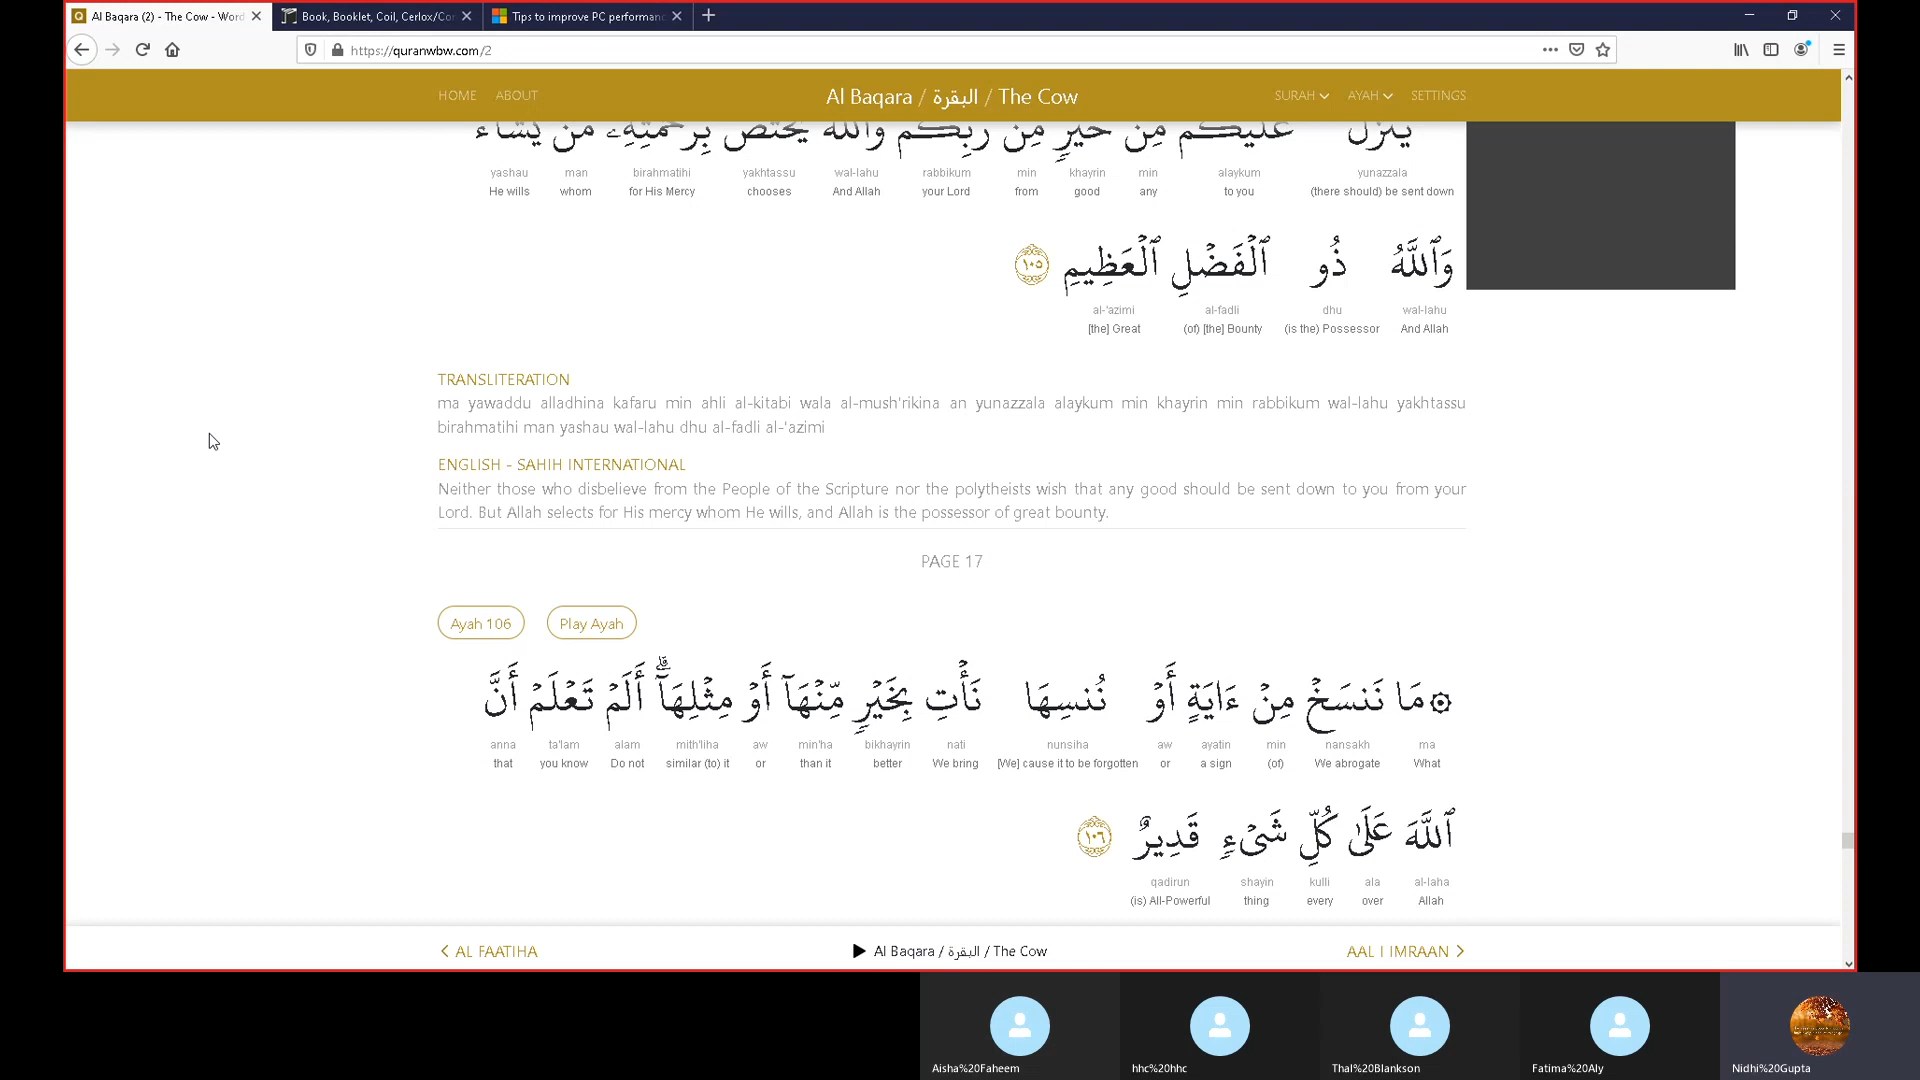 Al Baqara (2) - The Cow - Word
Book, Booklet, Coil, Cerlox/Co
Tips to improve PC performan
https://quranwbw.com/2
HOME ABOUT
Al Baqara / البقرة / The Cow
SURAH AYAH SETTINGS
يُنَزَّلَ عَلَيْكُم مِّنْ خَيْرٍ مِّن رَّبِّكُمْ وَٱللَّهُ يَخْتَصُّ بِرَحْمَتِهِۦ مَن يَشَآءُ
yashau man birahmatihi yakhtassu wal-lahu rabbikum min khayrin min alaykum yunazzala
He wills whom for His Mercy chooses And Allah your Lord from good any to you (there should) be sent down
وَٱللَّهُ ذُو ٱلْفَضْلِ ٱلْعَظِيمِ ١٠٥
al-'azimi al-fadli dhu wal-lahu
[the] Great (of) [the] Bounty (is the) Possessor And Allah
TRANSLITERATION
ma yawaddu alladhina kafaru min ahli al-kitabi wala al-mush'rikina an yunazzala alaykum min khayrin min rabbikum wal-lahu yakhtassu
birahmatihi man yashau wal-lahu dhu al-fadli al-'azimi
ENGLISH - SAHIH INTERNATIONAL
Neither those who disbelieve from the People of the Scripture nor the polytheists wish that any good should be sent down to you from your
Lord. But Allah selects for His mercy whom He wills, and Allah is the possessor of great bounty.
PAGE 17
Ayah 106 Play Ayah
۞ مَا نَنسَخْ مِنْ ءَايَةٍ أَوْ نُنسِهَا نَأْتِ بِخَيْرٍ مِّنْهَآ أَوْ مِثْلِهَآ ۗ أَلَمْ تَعْلَمْ أَنَّ
anna ta'lam alam mith'liha aw min'ha bikhayrin nati nunsiha aw ayatin min nansakh ma
that you know Do not similar (to) it or than it better We bring [We] cause it to be forgotten or a sign (of) We abrogate What
ٱللَّهَ عَلَىٰ كُلِّ شَىْءٍ قَدِيرٌ ١٠٦
qadirun shayin kulli ala al-laha
(is) All-Powerful thing every over Allah
AL FAATIHA
Al Baqara / البقرة / The Cow
AAL I IMRAAN
Aisha%20Faheem
hhc%20hhc
Thal%20Blankson
Fatima%20Aly
Nidhi%20Gupta